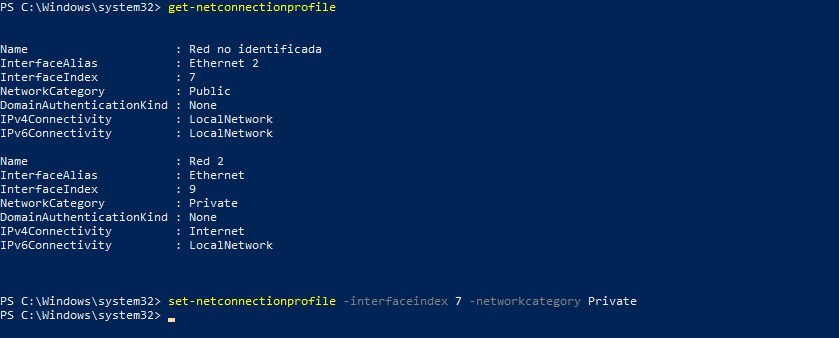 PS C:\Windows\system32> get-netconnectionprofile
Name                     : Red no identificada
InterfaceAlias           : Ethernet 2
InterfaceIndex           : 7
NetworkCategory          : Public
DomainAuthenticationKind : None
IPv4Connectivity         : LocalNetwork
IPv6Connectivity         : LocalNetwork
Name                     : Red 2
InterfaceAlias           : Ethernet
InterfaceIndex           : 9
NetworkCategory          : Private
DomainAuthenticationKind : None
IPv4Connectivity         : Internet
IPv6Connectivity         : LocalNetwork
PS C:\Windows\system32> set-netconnectionprofile -interfaceindex 7 -networkcategory Private
PS C:\Windows\system32>